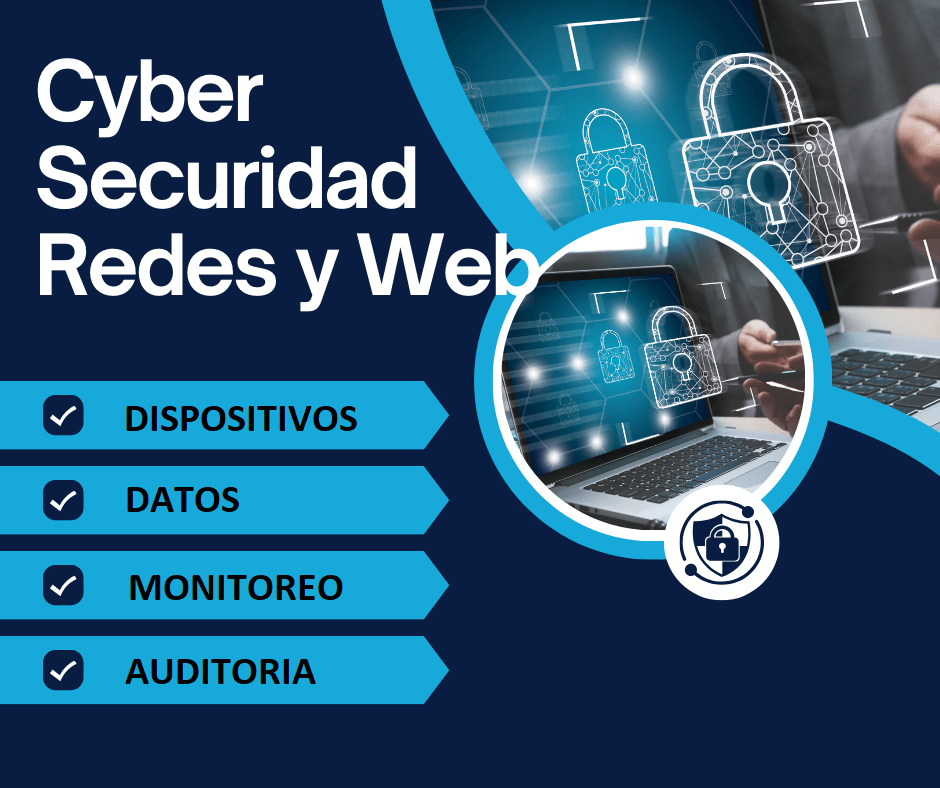 Cyber
Securidad
Redes y Web
DISPOSITIVOS
DATOS
MONITOREO
AUDITORIA